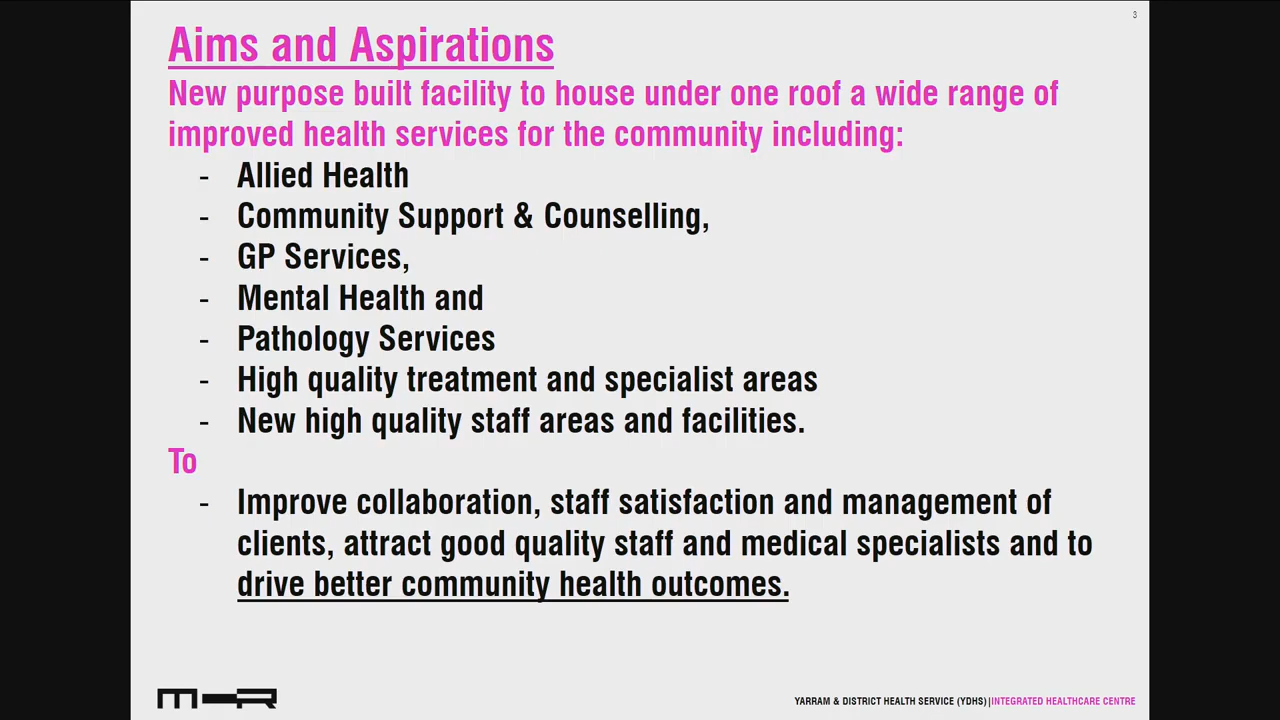 3
Aims and Aspirations
New purpose built facility to house under one roof a wide range of
improved health services for the community including:
- Allied Health
- Community Support & Counselling,
- GP Services,
- Mental Health and
- Pathology Services
- High quality treatment and specialist areas
- New high quality staff areas and facilities.
To
- Improve collaboration, staff satisfaction and management of
clients, attract good quality staff and medical specialists and to
drive better community health outcomes.
YARRAM & DISTRICT HEALTH SERVICE (YDHS)|INTEGRATED HEALTHCARE CENTRE